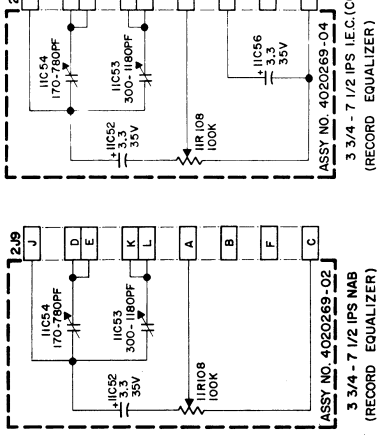 2
11C54
170-780PF
11C53
300-1180PF
+11C52
3.3
35V
11R108
100K
+11C56
3.3
35V
ASSY NO. 4020269-04
3 3/4 - 7 1/2 IPS I.E.C.
(RECORD EQUALIZER)
2J9
J
D
E
K
L
A
B
F
C
11C54
170-780PF
11C53
300-1180PF
+11C52
3.3
35V
11R108
100K
ASSY NO. 4020269-02
3 3/4 - 7 1/2 IPS NAB
(RECORD EQUALIZER)